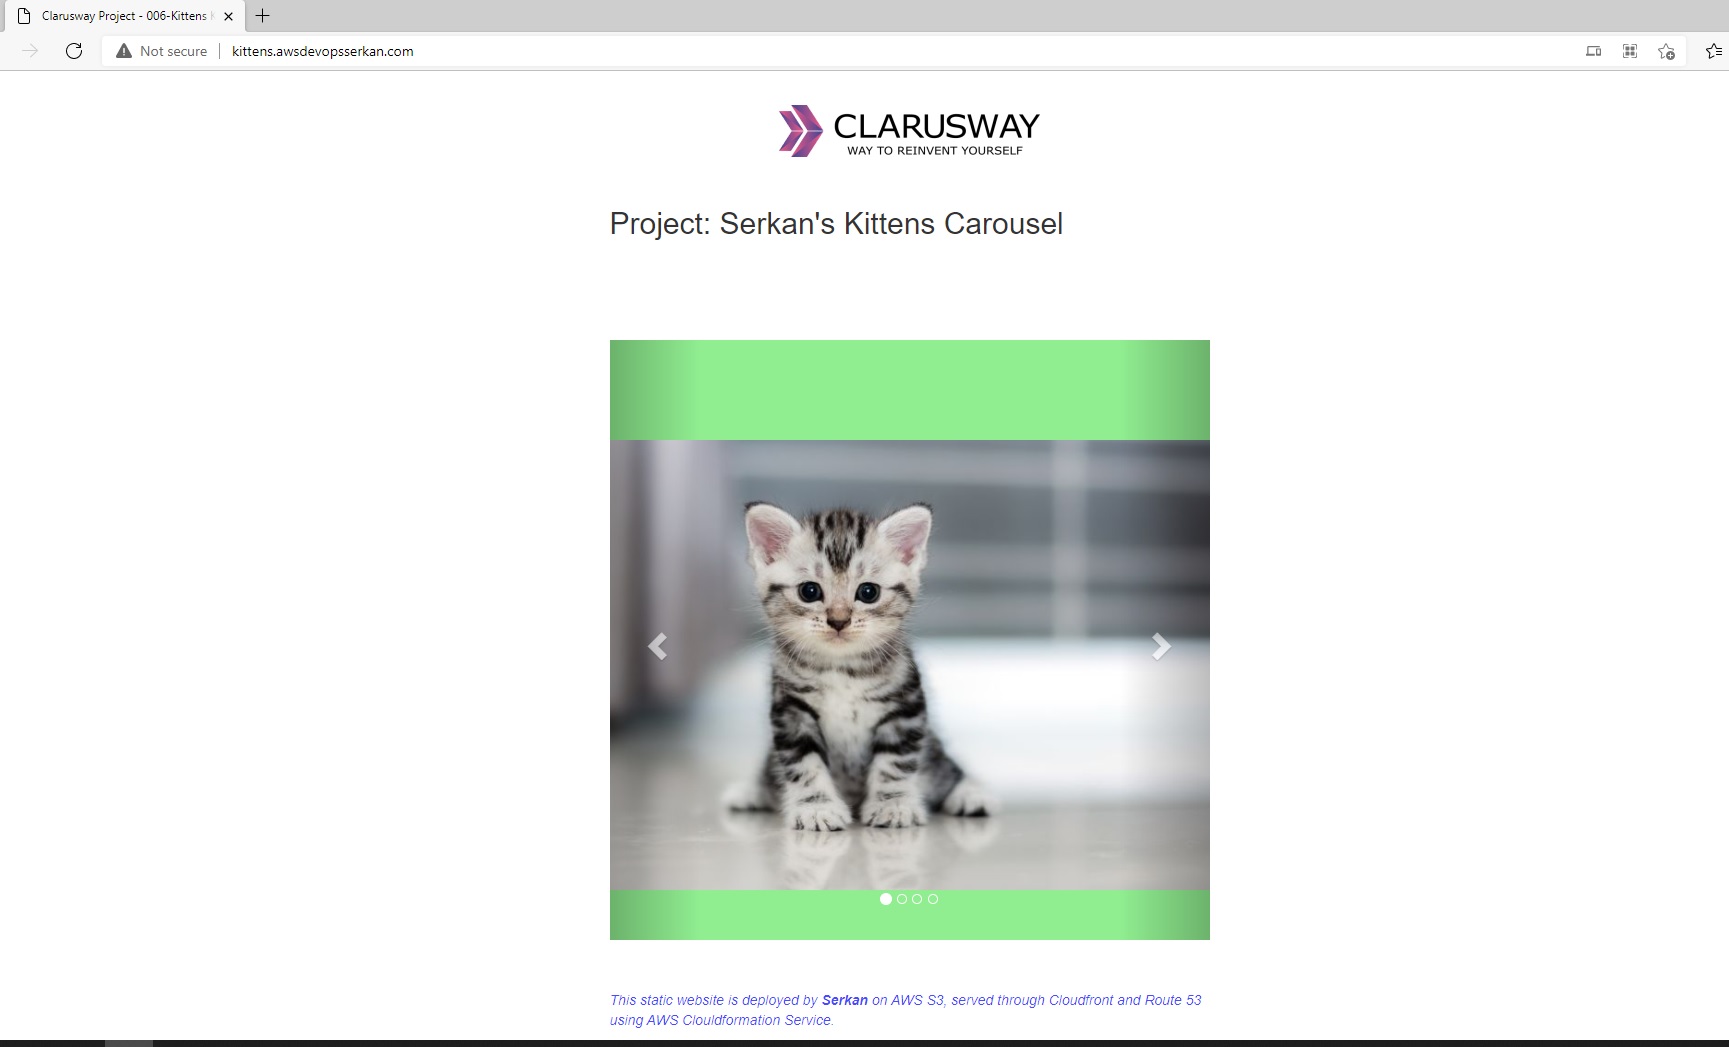 Clarusway Project - 006-Kittens
Not secure
kittens.awsdevopsserkan.com
CLARUSWAY
WAY TO REINVENT YOURSELF
Project: Serkan's Kittens Carousel
This static website is deployed by Serkan on AWS S3, served through Cloudfront and Route 53
using AWS Clouldformation Service.